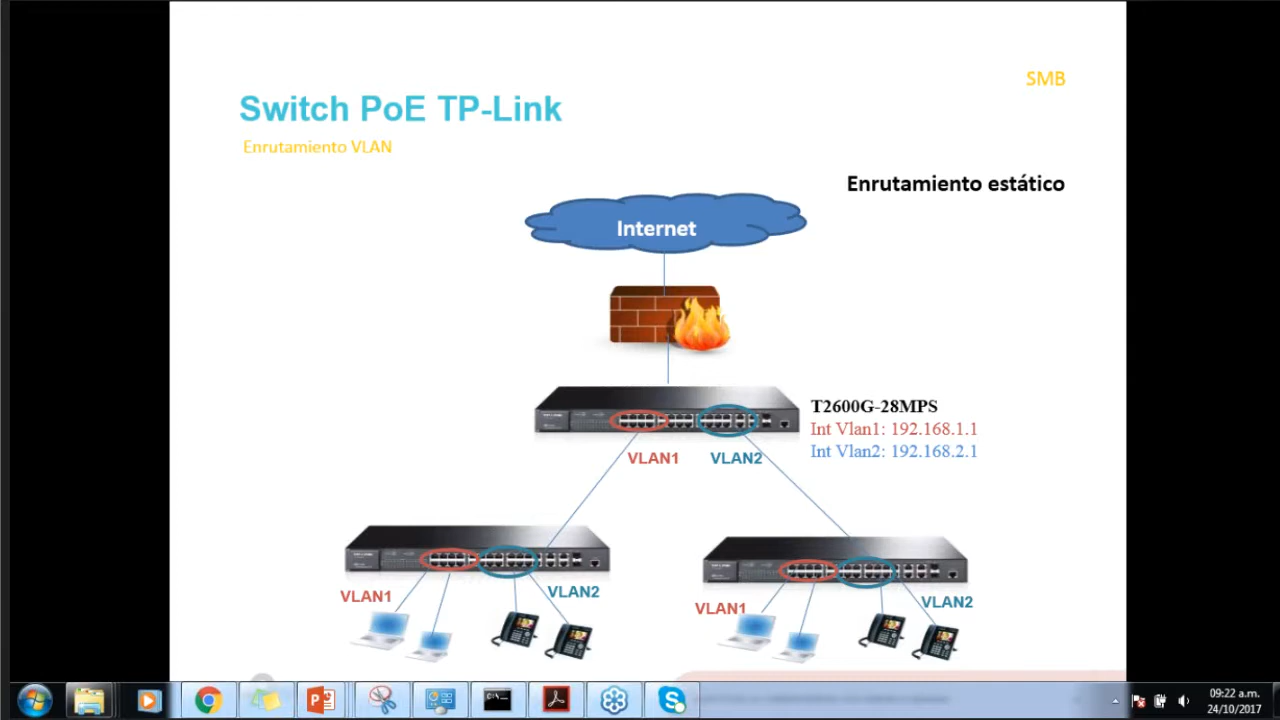 SMB
Switch PoE TP-Link
Enrutamiento VLAN
Enrutamiento estático
Internet
T2600G-28MPS
Int Vlan1: 192.168.1.1
Int Vlan2: 192.168.2.1
VLAN1
VLAN2
VLAN1
VLAN2
VLAN1
VLAN2
09:22 a.m.
24/10/2017